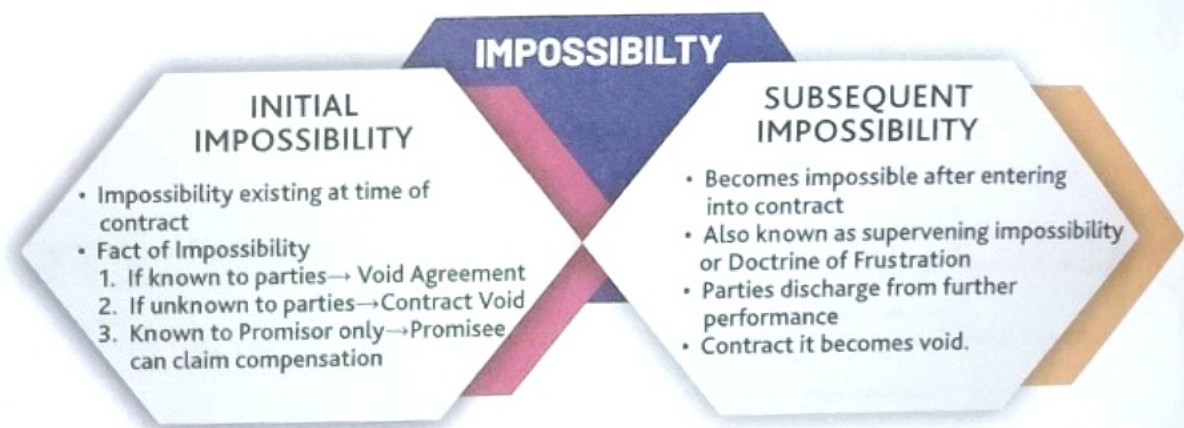 IMPOSSIBILTY
INITIAL
IMPOSSIBILITY
• Impossibility existing at time of
contract
• Fact of Impossibility
1. If known to parties→ Void Agreement
2. If unknown to parties→Contract Void
3. Known to Promisor only→Promisee
can claim compensation
SUBSEQUENT
IMPOSSIBILITY
• Becomes impossible after entering
into contract
• Also known as supervening impossibility
or Doctrine of Frustration
• Parties discharge from further
performance
• Contract it becomes void.